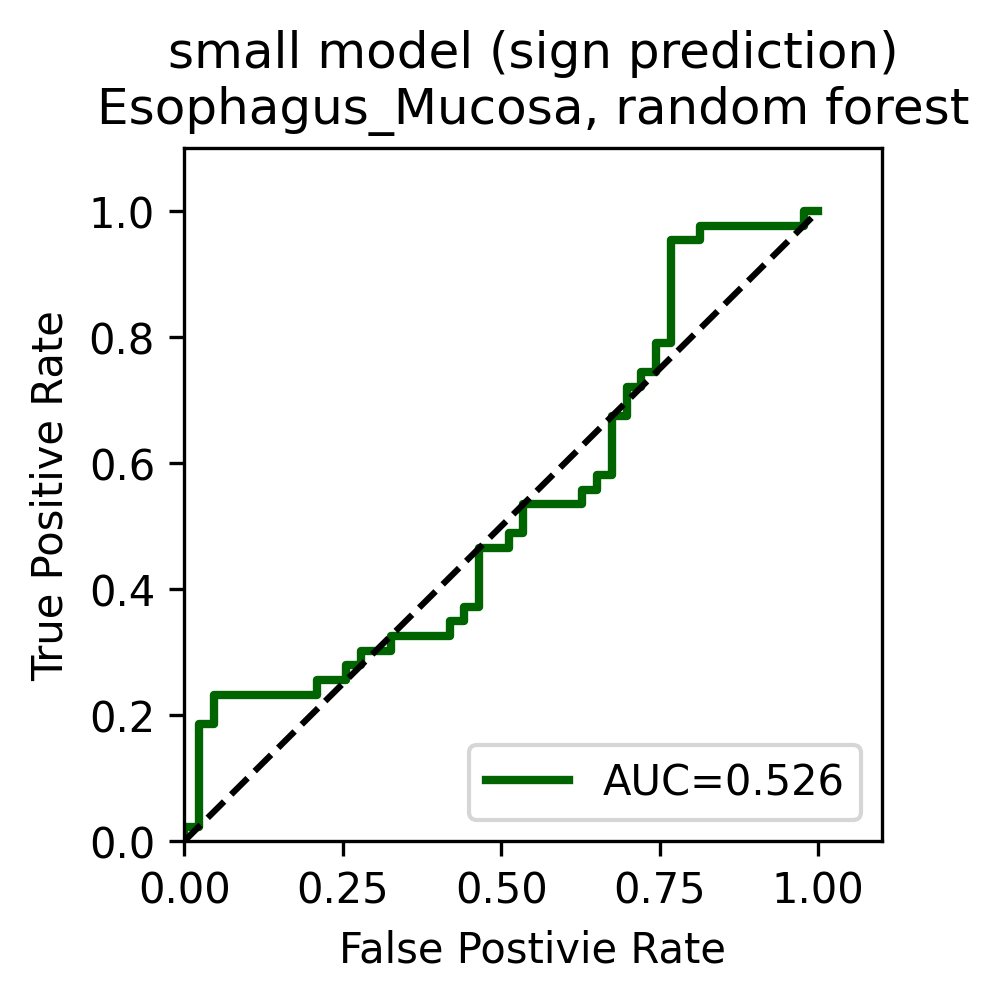 small model (sign prediction)
Esophagus_Mucosa, random forest
1.0
0.8
0.6
0.4
0.2
0.0
True Positive Rate
AUC=0.526
0.00 0.25 0.50 0.75 1.00
False Postivie Rate